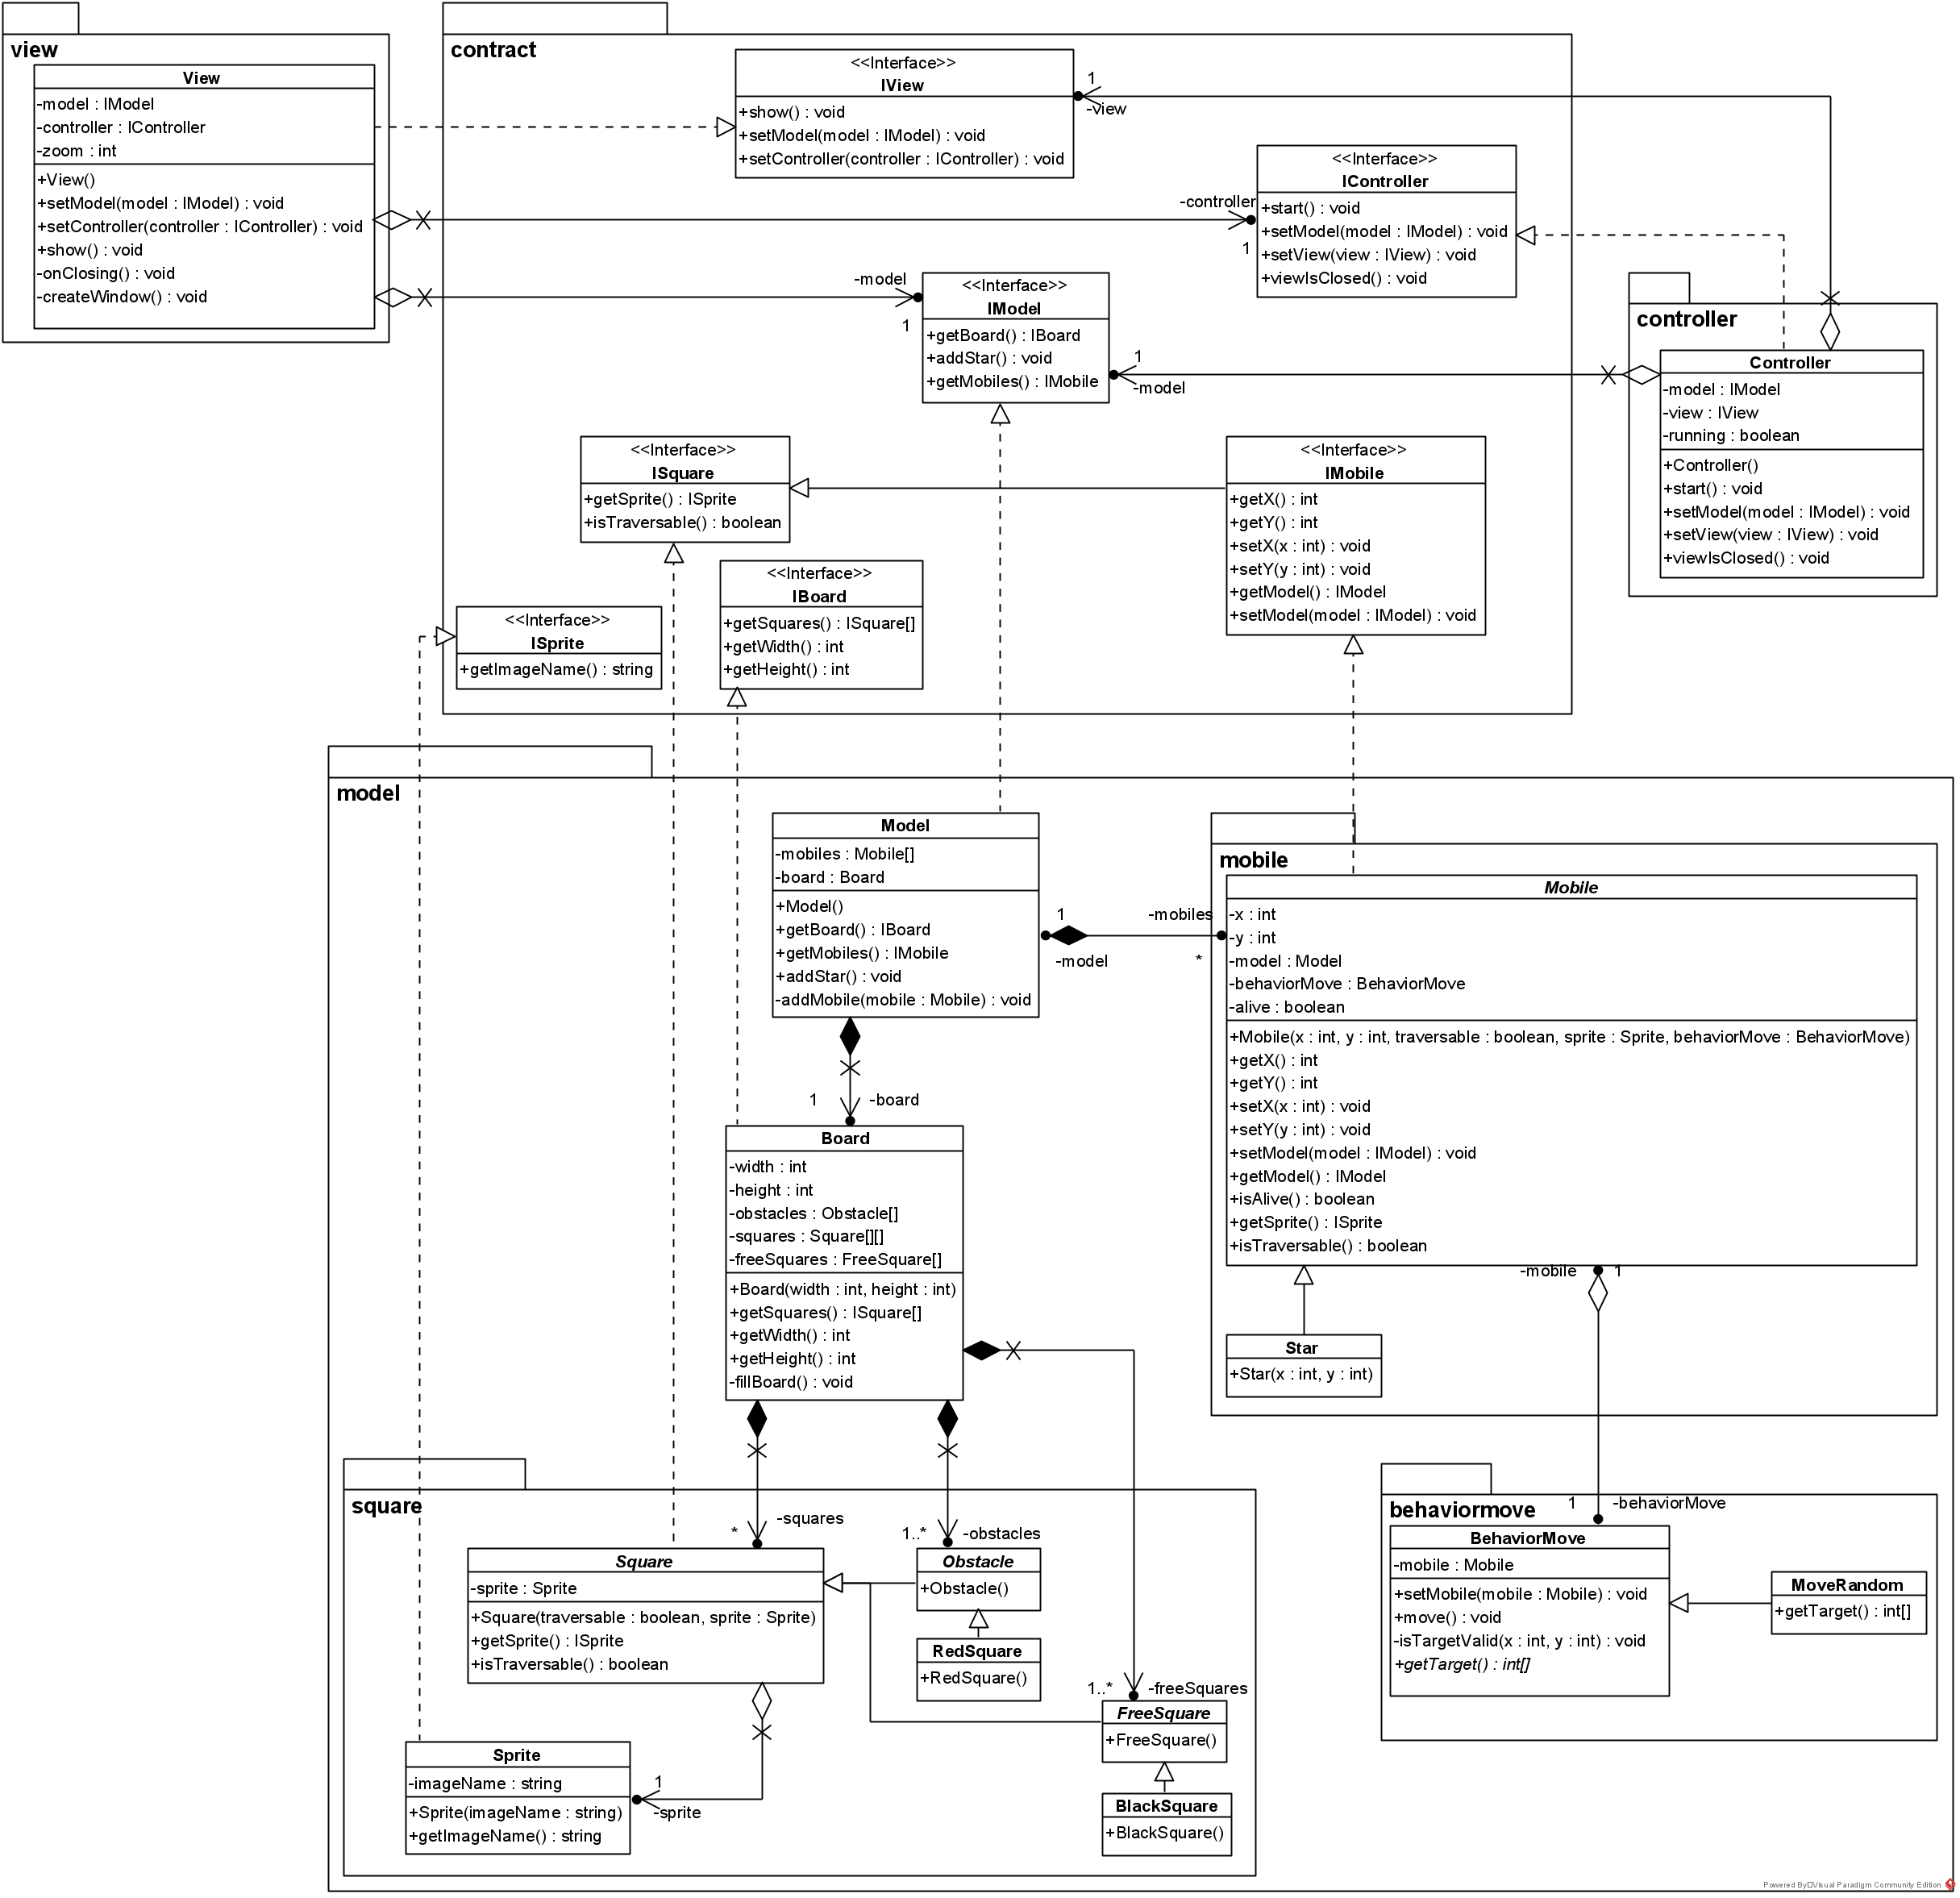 view
View
-model : IModel
-controller : IController
-zoom : int
+View()
+setModel(model : IModel) : void
+setController(controller : IController) : void
+show() : void
-onClosing() : void
-createWindow() : void
contract
<<Interface>>
IView
+show() : void
+setModel(model : IModel) : void
+setController(controller : IController) : void
1
-view
-controller
1
<<Interface>>
IController
+start() : void
+setModel(model : IModel) : void
+setView(view : IView) : void
+viewIsClosed() : void
-model
1
<<Interface>>
IModel
+getBoard() : IBoard
+addStar() : void
+getMobiles() : IMobile
1
-model
controller
Controller
-model : IModel
-view : IView
-running : boolean
+Controller()
+start() : void
+setModel(model : IModel) : void
+setView(view : IView) : void
+viewIsClosed() : void
<<Interface>>
ISquare
+getSprite() : ISprite
+isTraversable() : boolean
<<Interface>>
IMobile
+getX() : int
+getY() : int
+setX(x : int) : void
+setY(y : int) : void
+getModel() : IModel
+setModel(model : IModel) : void
<<Interface>>
IBoard
+getSquares() : ISquare[]
+getWidth() : int
+getHeight() : int
<<Interface>>
ISprite
+getImageName() : string
model
Model
-mobiles : Mobile[]
-board : Board
+Model()
+getBoard() : IBoard
+getMobiles() : IMobile
+addStar() : void
-addMobile(mobile : Mobile) : void
1
-model
-mobiles
*
mobile
Mobile
-x : int
-y : int
-model : Model
-behaviorMove : BehaviorMove
-alive : boolean
+Mobile(x : int, y : int, traversable : boolean, sprite : Sprite, behaviorMove : BehaviorMove)
+getX() : int
+getY() : int
+setX(x : int) : void
+setY(y : int) : void
+setModel(model : IModel) : void
+getModel() : IModel
+isAlive() : boolean
+getSprite() : ISprite
+isTraversable() : boolean
1
-board
Board
-width : int
-height : int
-obstacles : Obstacle[]
-squares : Square[][]
-freeSquares : FreeSquare[]
+Board(width : int, height : int)
+getSquares() : ISquare[]
+getWidth() : int
+getHeight() : int
-fillBoard() : void
-mobile
1
Star
+Star(x : int, y : int)
square
*
-squares
1..*
-obstacles
Square
-sprite : Sprite
+Square(traversable : boolean, sprite : Sprite)
+getSprite() : ISprite
+isTraversable() : boolean
Obstacle
+Obstacle()
RedSquare
+RedSquare()
1..*
-freeSquares
FreeSquare
+FreeSquare()
BlackSquare
+BlackSquare()
Sprite
-imageName : string
+Sprite(imageName : string)
+getImageName() : string
1
-sprite
behaviormove
1
-behaviorMove
BehaviorMove
-mobile : Mobile
+setMobile(mobile : Mobile) : void
+move() : void
-isTargetValid(x : int, y : int) : void
+getTarget() : int[]
MoveRandom
+getTarget() : int[]
Powered By Visual Paradigm Community Edition